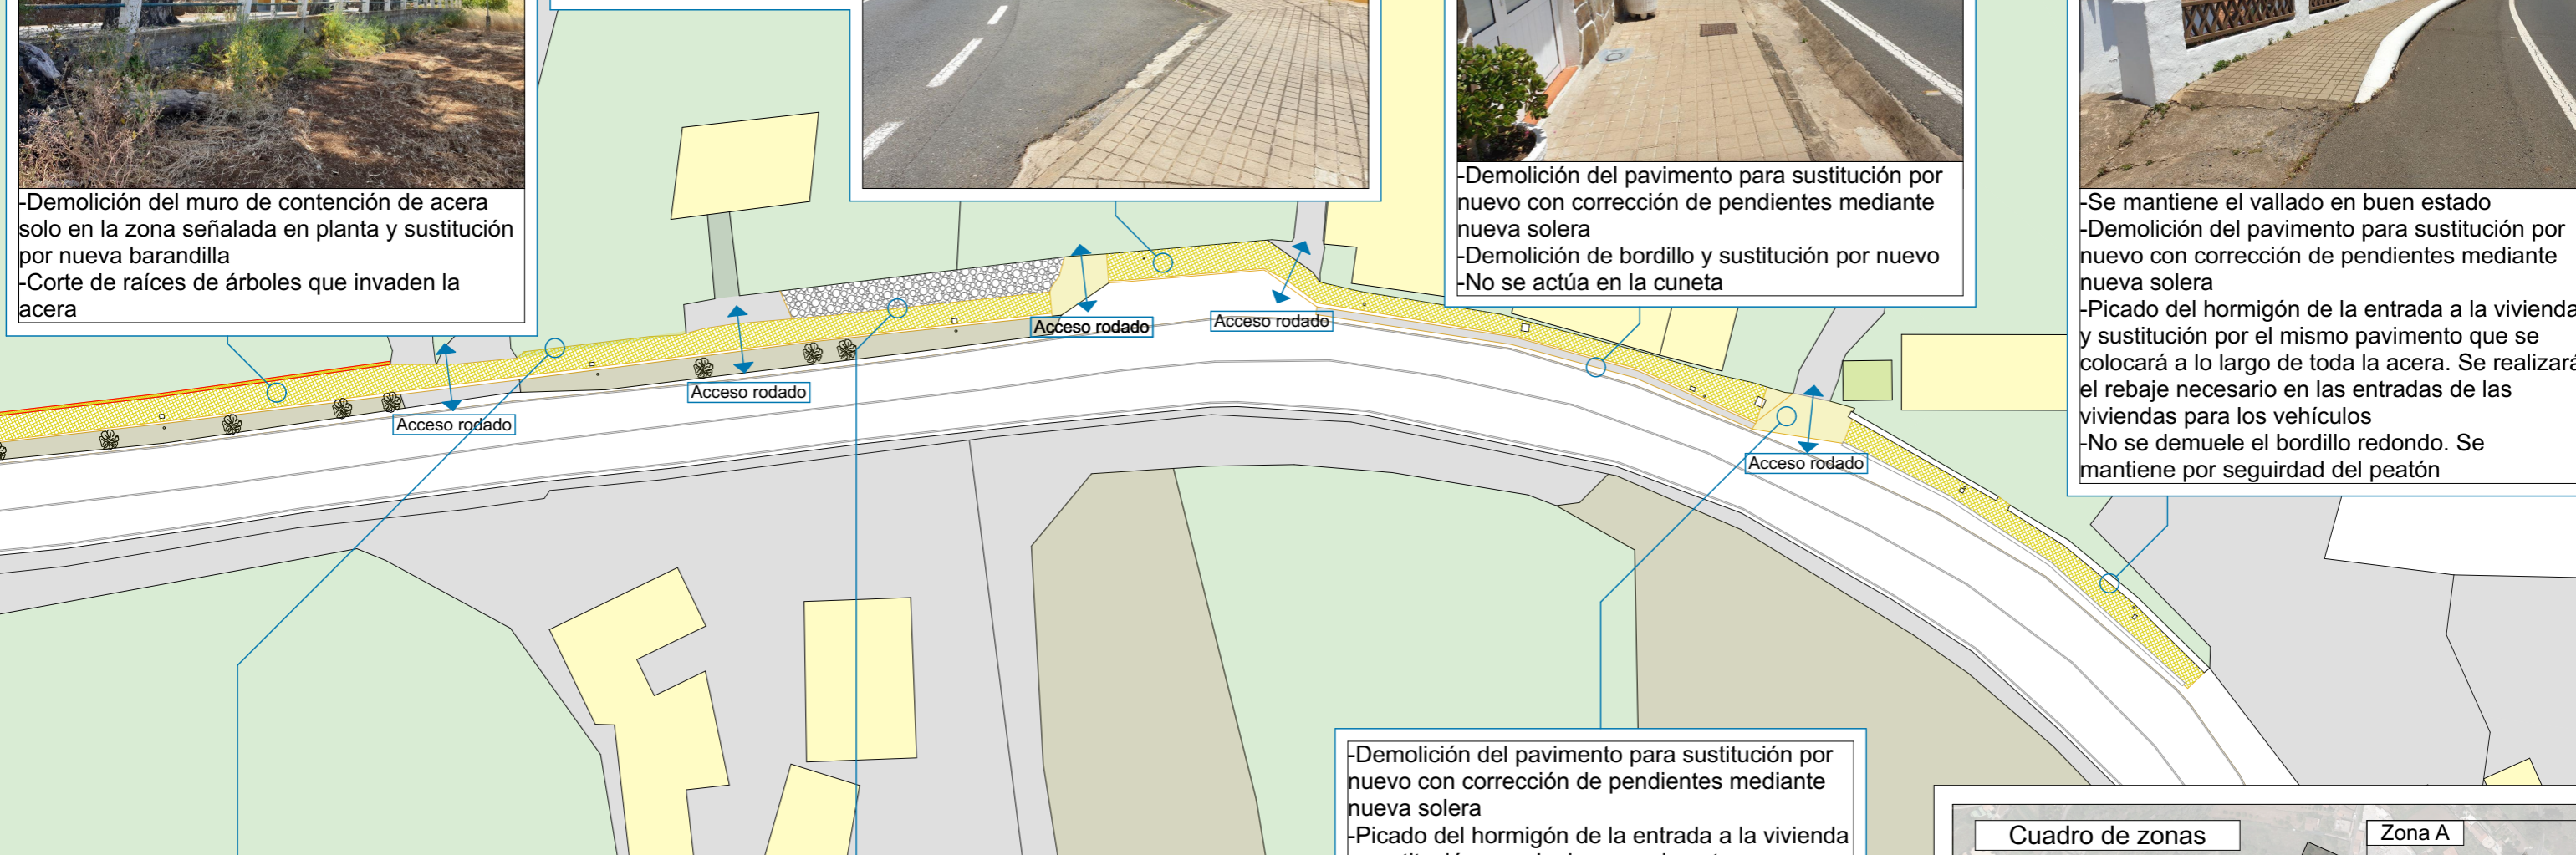 -Demolición del muro de contención de acera
solo en la zona señalada en planta y sustitución
por nueva barandilla
-Corte de raíces de árboles que invaden la
acera
-Demolición del pavimento para sustitución por
nuevo con corrección de pendientes mediante
nueva solera
-Demolición de bordillo y sustitución por nuevo
-No se actúa en la cuneta
-Se mantiene el vallado en buen estado
-Demolición del pavimento para sustitución por
nuevo con corrección de pendientes mediante
nueva solera
-Picado del hormigón de la entrada a la vivienda
y sustitución por el mismo pavimento que se
colocará a lo largo de toda la acera. Se realizará
el rebaje necesario en las entradas de las
viviendas para los vehículos
-No se demuele el bordillo redondo. Se
mantiene por seguirdad del peatón
Acceso rodado
Acceso rodado
Acceso rodado
Acceso rodado
Acceso rodado
-Demolición del pavimento para sustitución por
nuevo con corrección de pendientes mediante
nueva solera
-Picado del hormigón de la entrada a la vivienda
Cuadro de zonas
Zona A